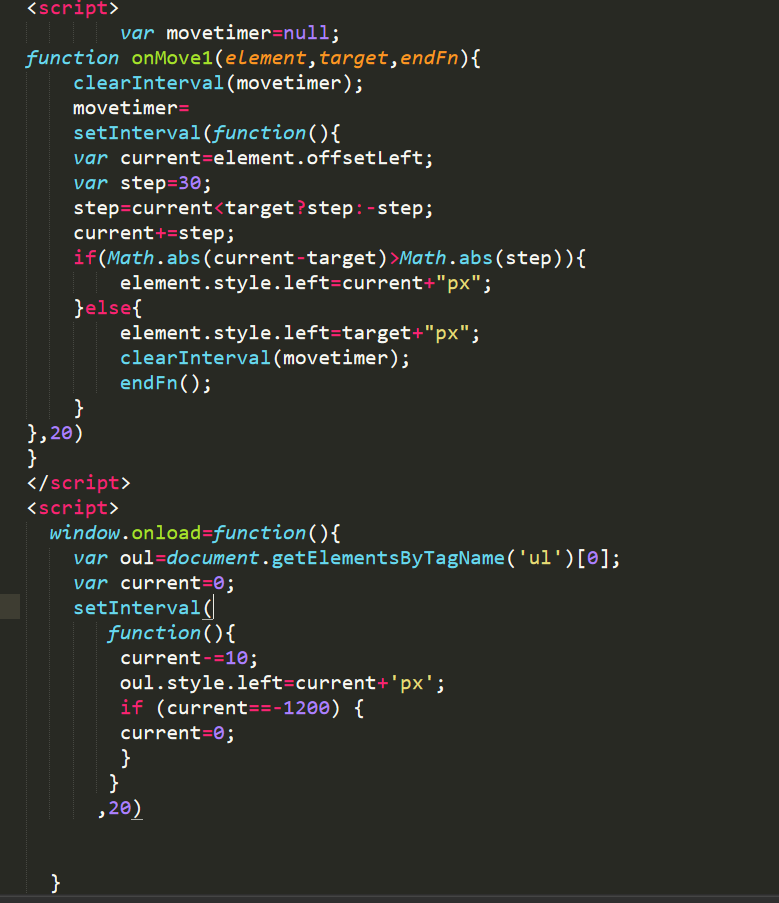 <script>
var movetimer=null;
function onMove1(element,target,endFn){
clearInterval(movetimer);
movetimer=
setInterval(function(){
var current=element.offsetLeft;
var step=30;
step=current<target?step:-step;
current+=step;
if(Math.abs(current-target)>Math.abs(step)){
element.style.left=current+"px";
}else{
element.style.left=target+"px";
clearInterval(movetimer);
endFn();
}
},20)
}
</script>
<script>
window.onload=function(){
var oul=document.getElementsByTagName('ul')[0];
var current=0;
setInterval(
function(){
current-=10;
oul.style.left=current+'px';
if (current==-1200) {
current=0;
}
}
,20)
}